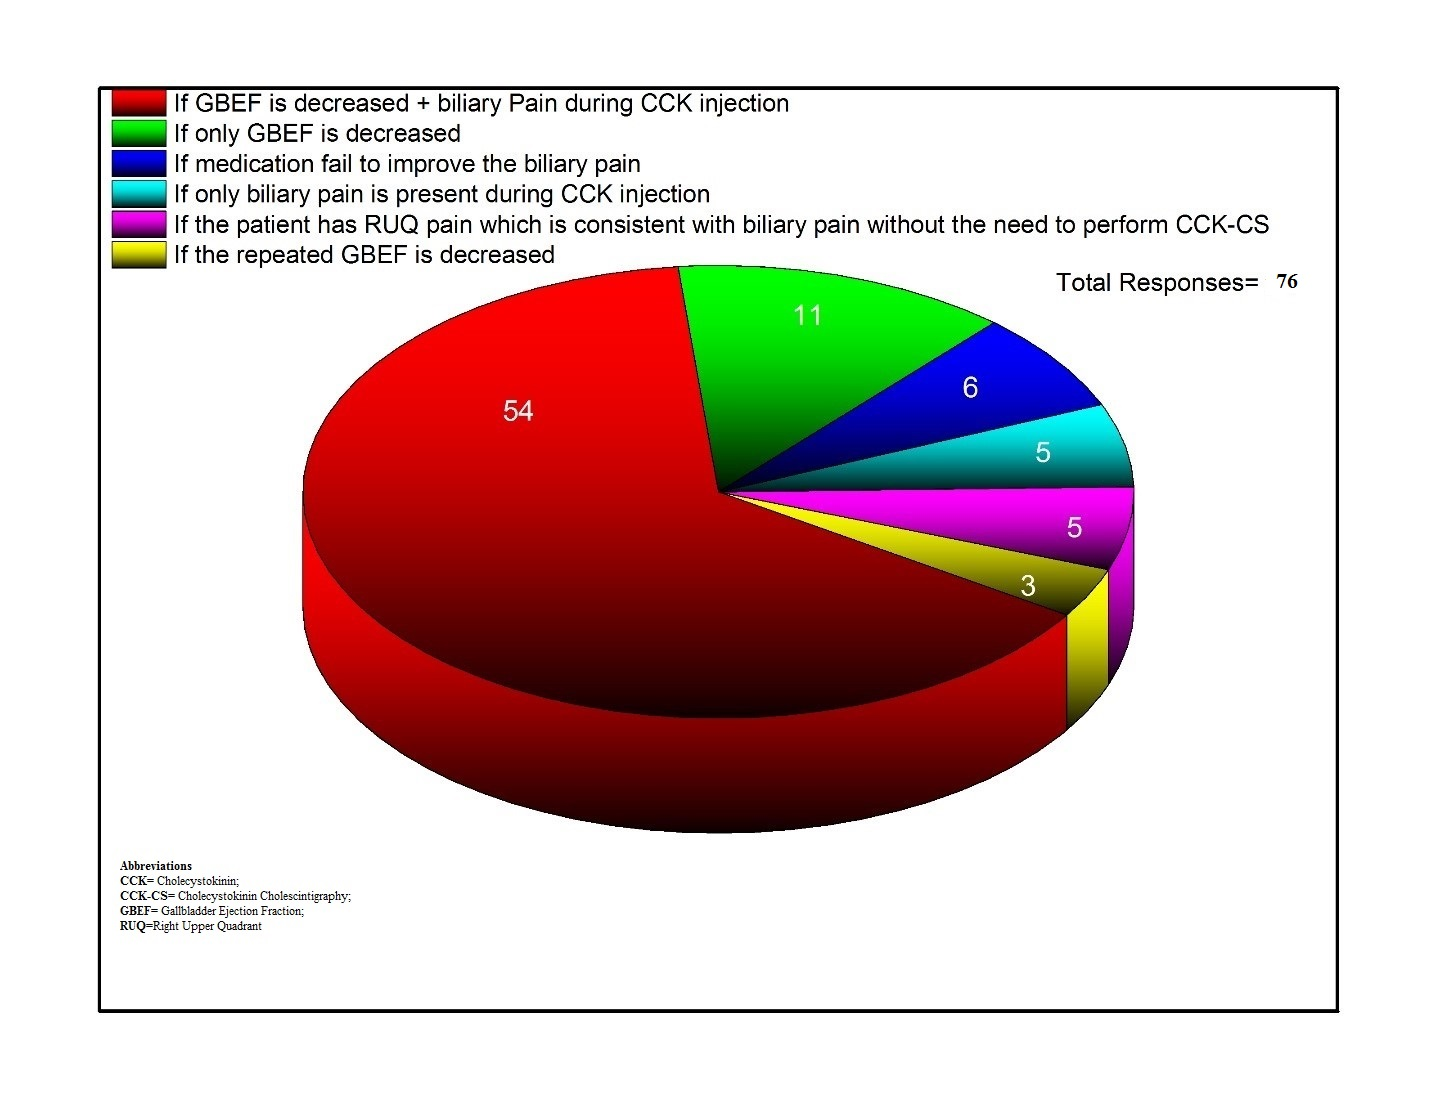 If GBEF is decreased + biliary Pain during CCK injection
If only GBEF is decreased
If medication fail to improve the biliary pain
If only biliary pain is present during CCK injection
If the patient has RUQ pain which is consistent with biliary pain without the need to perform CCK-CS
If the repeated GBEF is decreased
Total Responses= 76
11
6
54
5
5
3
Abbreviations
CCK= Cholecystokinin;
CCK-CS= Cholecystokinin Cholescintigraphy;
GBEF= Gallbladder Ejection Fraction;
RUQ=Right Upper Quadrant